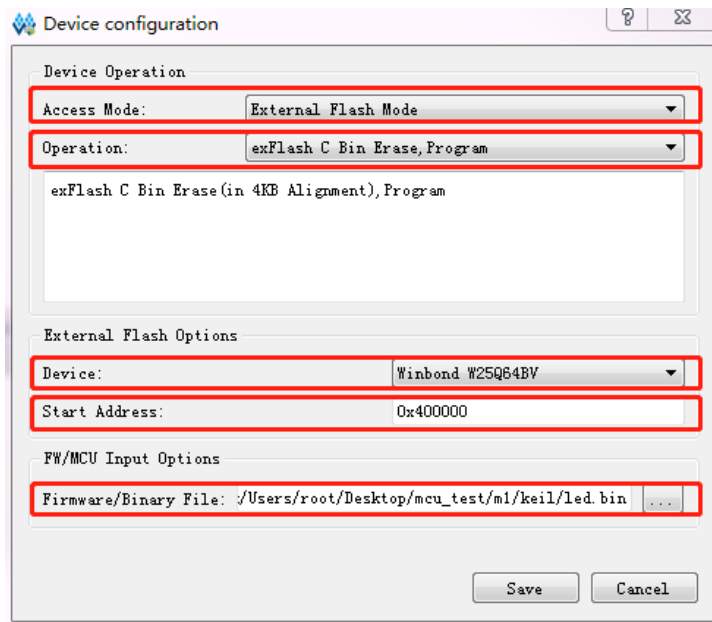 Device configuration
Device Operation
Access Mode: External Flash Mode
Operation: exFlash C Bin Erase,Program
exFlash C Bin Erase(in 4KB Alignment),Program
External Flash Options
Device: Winbond W25Q64BV
Start Address: 0x400000
FW/MCU Input Options
Firmware/Binary File: :/Users/root/Desktop/mcu_test/m1/keil/led.bin ...
Save Cancel